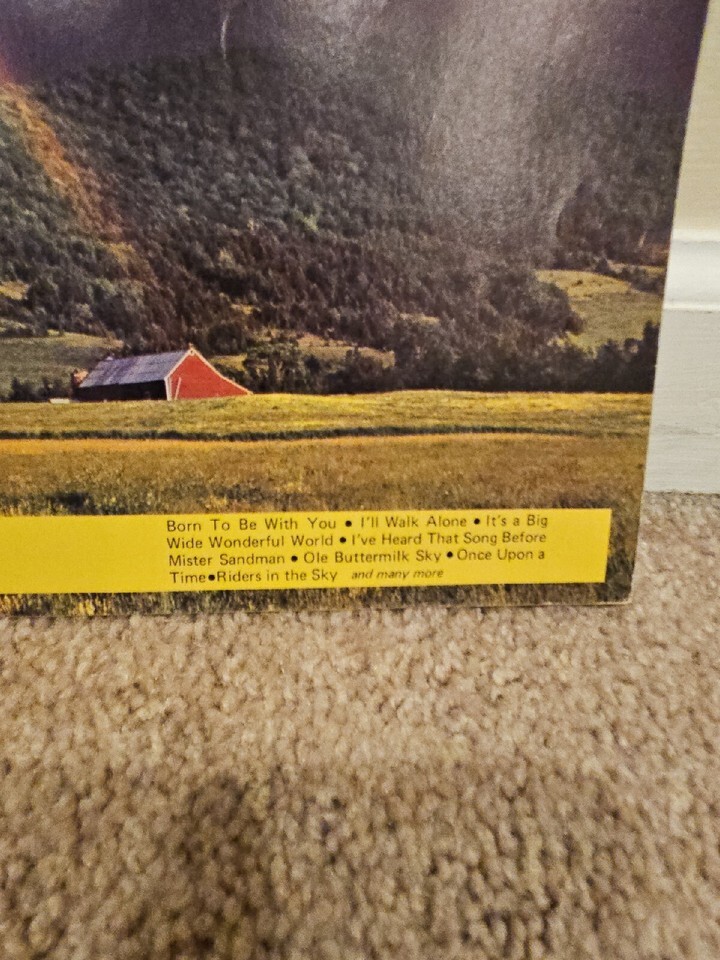 Born To Be With You • I'll Walk Alone • It's a Big
Wide Wonderful World • I've Heard That Song Before
Mister Sandman • Ole Buttermilk Sky • Once Upon a
Time • Riders in the Sky and many more